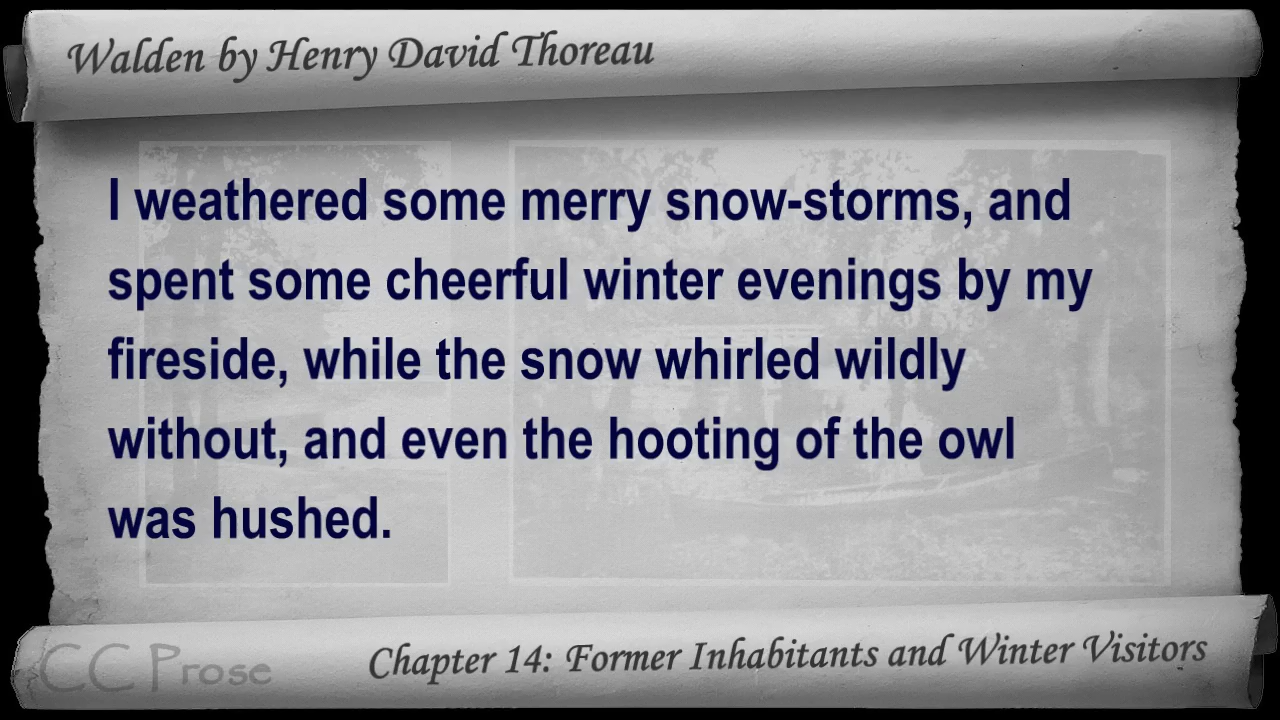 Walden by Henry David Thoreau
I weathered some merry snow-storms, and
spent some cheerful winter evenings by my
fireside, while the snow whirled wildly
without, and even the hooting of the owl
was hushed.
CC Prose
Chapter 14: Former Inhabitants and Winter Visitors